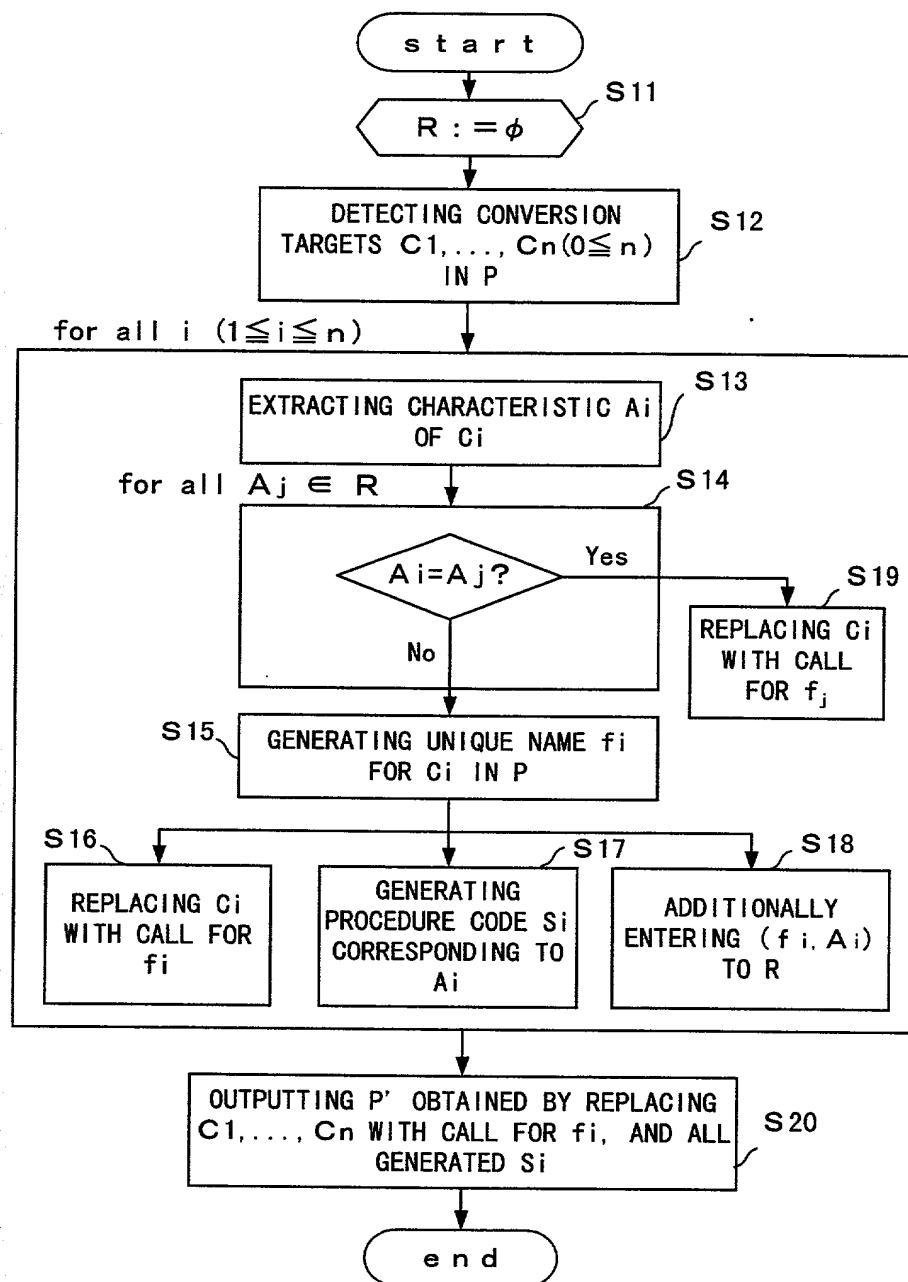 start
S11
R:=φ
DETECTING CONVERSION
TARGETS C1,..., Cn(0≦n)
IN P
S12
for all i (1≦i≦n)
S13
EXTRACTING CHARACTERISTIC Ai
OF Ci
for all Aj ∈ R
S14
Ai=Aj?
Yes
No
S19
REPLACING Ci
WITH CALL
FOR fj
S15
GENERATING UNIQUE NAME fi
FOR Ci IN P
S16
REPLACING Ci
WITH CALL FOR
fi
S17
GENERATING
PROCEDURE CODE Si
CORRESPONDING TO
Ai
S18
ADDITIONALLY
ENTERING (fi, Ai)
TO R
OUTPUTTING P' OBTAINED BY REPLACING
C1,..., Cn WITH CALL FOR fi, AND ALL
GENERATED Si
S20
end